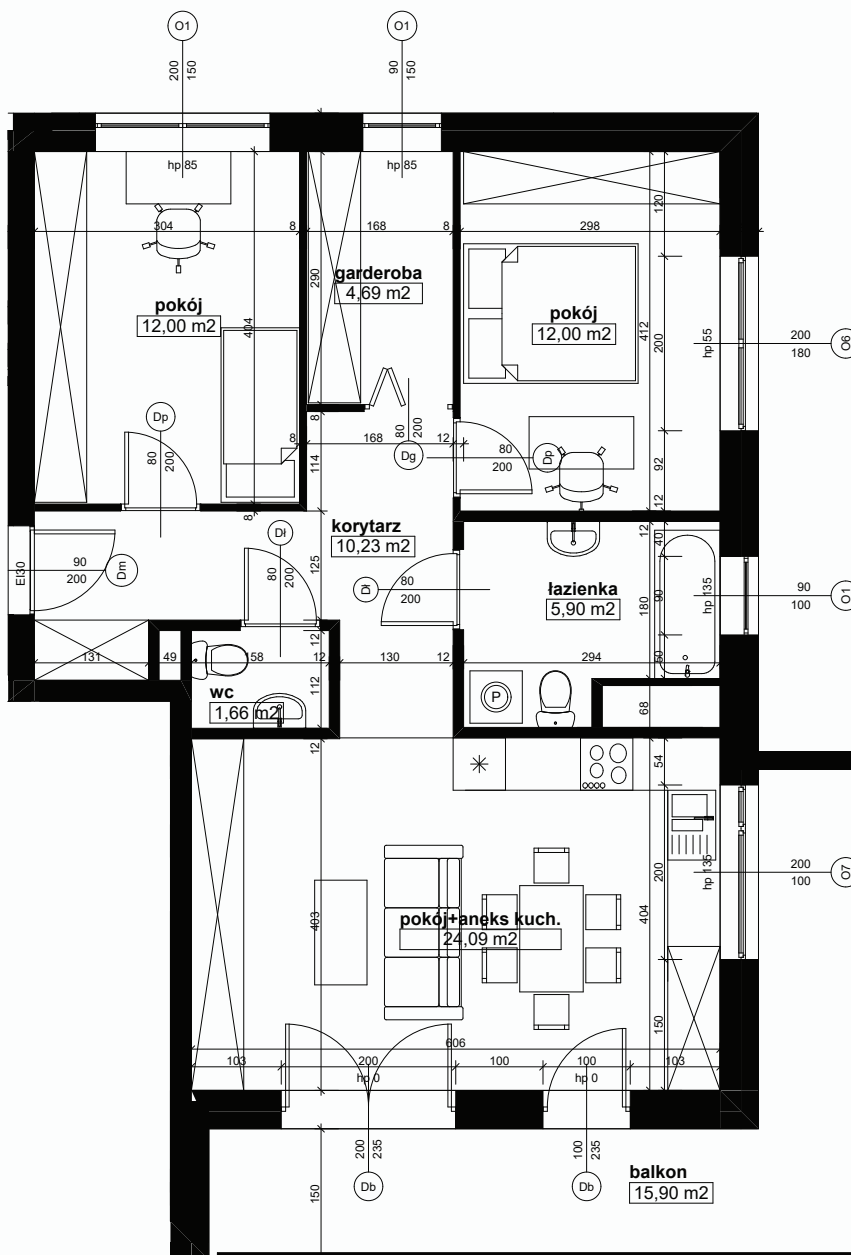 O1
O1
200
150
90
150
hp 85
hp 85
120
304
8
168
8
298
garderoba
4,69 m2
290
pokój
12,00 m2
pokój
12,00 m2
404
412
200
hp 55
200
180
O6
Dp
80
200
8
8
168
12
80
200
Dg
80
200
Dp
114
92
12
8
korytarz
10,23 m2
Dł
80
200
EI30
90
200
Dm
125
Dł
80
200
12
40
łazienka
5,90 m2
180
90
hp 135
90
100
O1
50
12
131
49
158
12
130
12
294
wc
1,66 m2
112
P
68
12
54
200
hp 135
200
100
O7
403
pokój+aneks kuch.
24,09 m2
404
150
606
103
200
100
100
103
hp 0
hp 0
200
235
100
235
Db
Db
150
balkon
15,90 m2